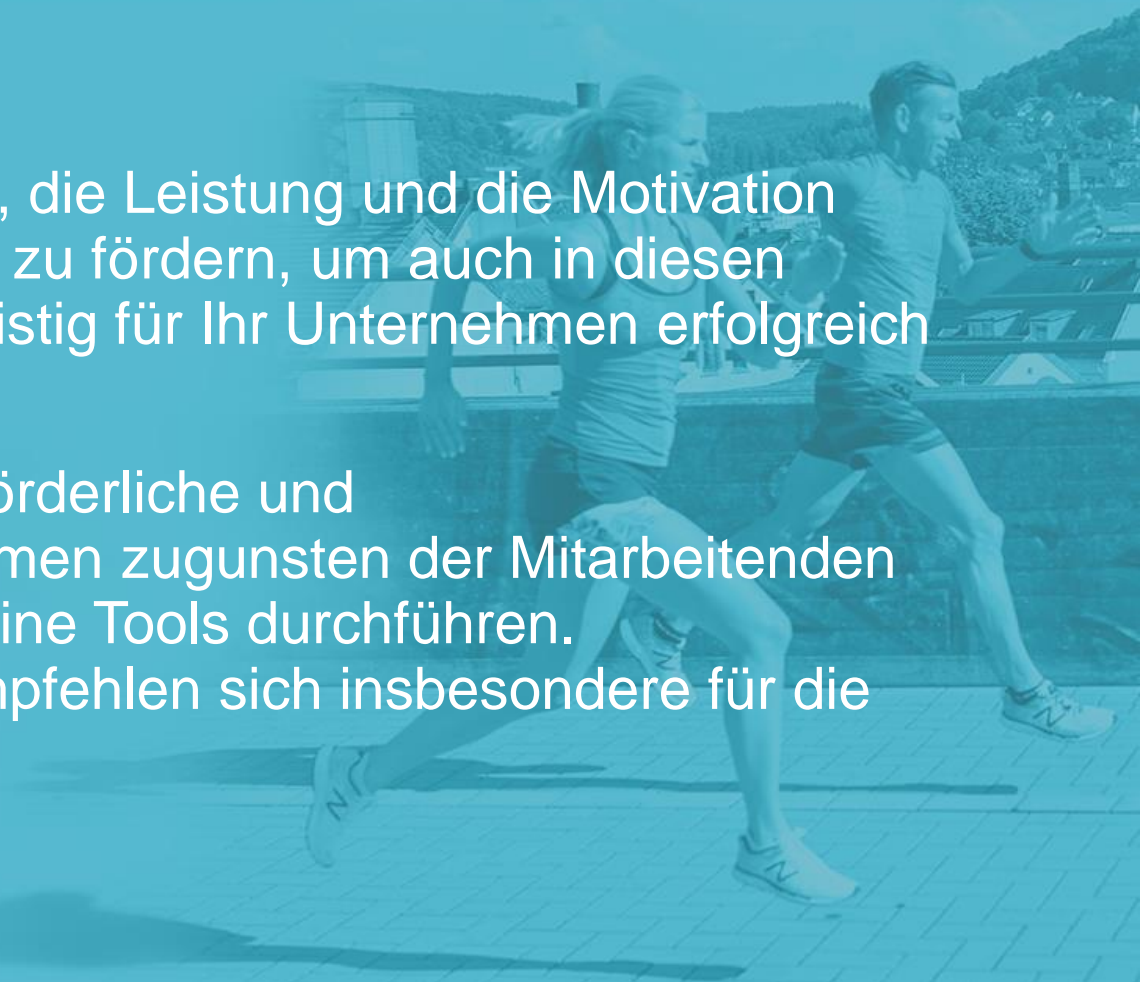 , die Leistung und die Motivation
zu fördern, um auch in diesen
istig für Ihr Unternehmen erfolgreich
örderliche und
men zugunsten der Mitarbeitenden
ine Tools durchführen.
mpfehlen sich insbesondere für die
N
N
N